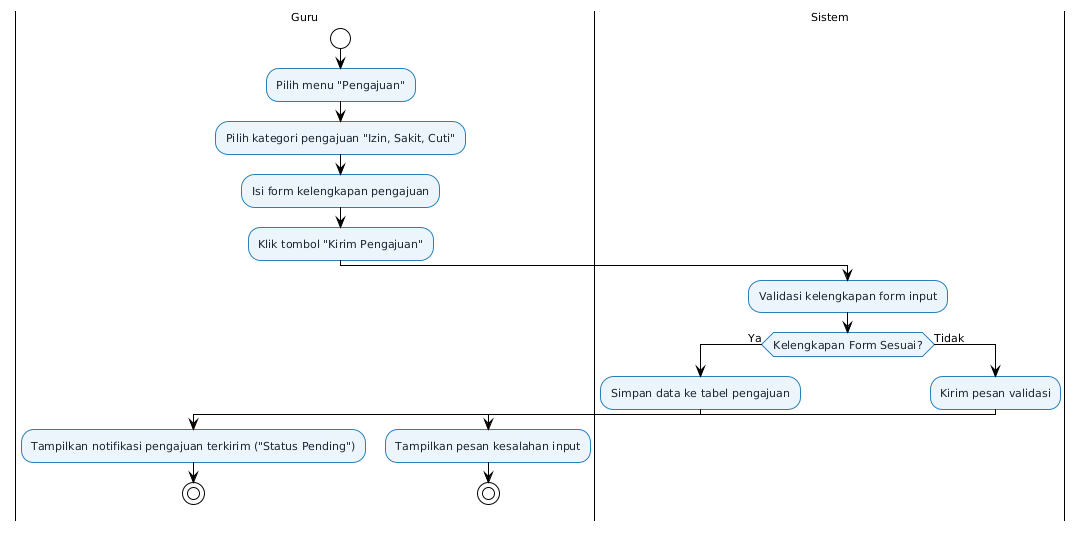 Guru
Sistem
Pilih menu "Pengajuan"
Pilih kategori pengajuan "Izin, Sakit, Cuti"
Isi form kelengkapan pengajuan
Klik tombol "Kirim Pengajuan"
Validasi kelengkapan form input
Ya
Kelengkapan Form Sesuai?
Tidak
Simpan data ke tabel pengajuan
Kirim pesan validasi
Tampilkan notifikasi pengajuan terkirim ("Status Pending")
Tampilkan pesan kesalahan input